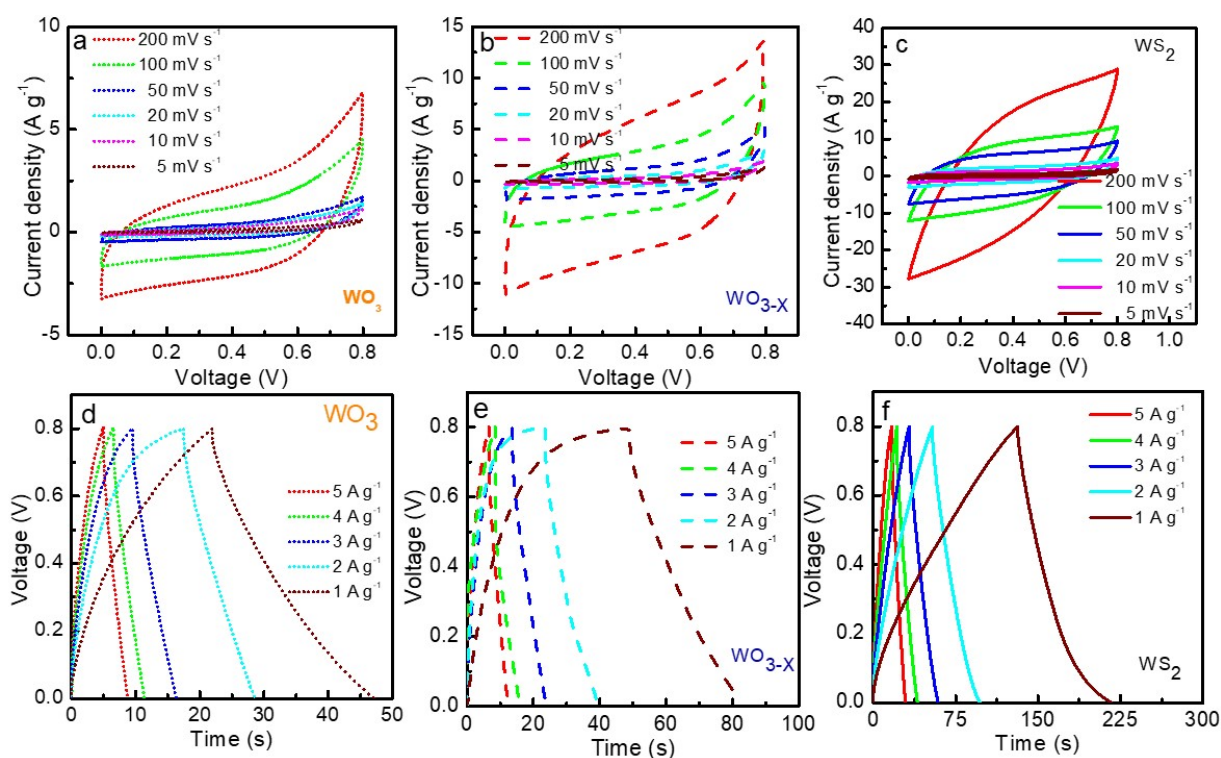 a
200 mV s⁻¹
100 mV s⁻¹
50 mV s⁻¹
20 mV s⁻¹
10 mV s⁻¹
5 mV s⁻¹
WO₃
10
5
0
-5
Current density (A g⁻¹)
0.0 0.2 0.4 0.6 0.8
Voltage (V)
b
200 mV s⁻¹
100 mV s⁻¹
50 mV s⁻¹
20 mV s⁻¹
10 mV s⁻¹
5 mV s⁻¹
WO₃₋X
15
10
5
0
-5
-10
-15
Current density (A g⁻¹)
0.0 0.2 0.4 0.6 0.8
Voltage (V)
c
WS₂
200 mV s⁻¹
100 mV s⁻¹
50 mV s⁻¹
20 mV s⁻¹
10 mV s⁻¹
5 mV s⁻¹
40
30
20
10
0
-10
-20
-30
-40
Current density (A g⁻¹)
0.0 0.2 0.4 0.6 0.8 1.0
Voltage (V)
d
WO₃
5 A g⁻¹
4 A g⁻¹
3 A g⁻¹
2 A g⁻¹
1 A g⁻¹
0.8
0.6
0.4
0.2
0.0
Voltage (V)
0 10 20 30 40 50
Time (s)
e
5 A g⁻¹
4 A g⁻¹
3 A g⁻¹
2 A g⁻¹
1 A g⁻¹
WO₃₋X
0.8
0.6
0.4
0.2
0.0
Voltage (V)
0 20 40 60 80 100
Time (s)
f
5 A g⁻¹
4 A g⁻¹
3 A g⁻¹
2 A g⁻¹
1 A g⁻¹
WS₂
0.8
0.6
0.4
0.2
0.0
Voltage (V)
0 75 150 225 300
Time (s)